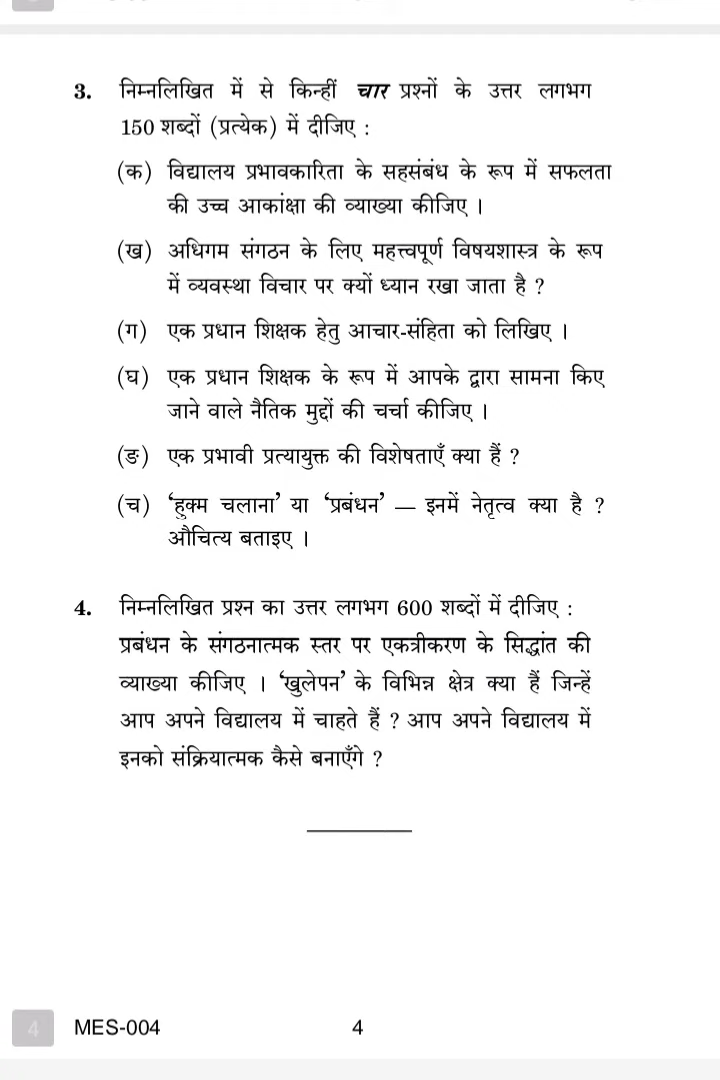 3. निम्नलिखित में से किन्हीं चार प्रश्नों के उत्तर लगभग
150 शब्दों (प्रत्येक) में दीजिए :
(क) विद्यालय प्रभावकारिता के सहसंबंध के रूप में सफलता
की उच्च आकांक्षा की व्याख्या कीजिए ।
(ख) अधिगम संगठन के लिए महत्त्वपूर्ण विषयशास्त्र के रूप
में व्यवस्था विचार पर क्यों ध्यान रखा जाता है ?
(ग) एक प्रधान शिक्षक हेतु आचार-संहिता को लिखिए ।
(घ) एक प्रधान शिक्षक के रूप में आपके द्वारा सामना किए
जाने वाले नैतिक मुद्दों की चर्चा कीजिए ।
(ङ) एक प्रभावी प्रत्यायुक्त की विशेषताएँ क्या हैं ?
(च) ‘हुक्म चलाना’ या ‘प्रबंधन’ — इनमें नेतृत्व क्या है ?
औचित्य बताइए ।
4. निम्नलिखित प्रश्न का उत्तर लगभग 600 शब्दों में दीजिए :
प्रबंधन के संगठनात्मक स्तर पर एकत्रीकरण के सिद्धांत की
व्याख्या कीजिए । ‘खुलेपन’ के विभिन्न क्षेत्र क्या हैं जिन्हें
आप अपने विद्यालय में चाहते हैं ? आप अपने विद्यालय में
इनको संक्रियात्मक कैसे बनाएँगे ?
4 MES-004 4